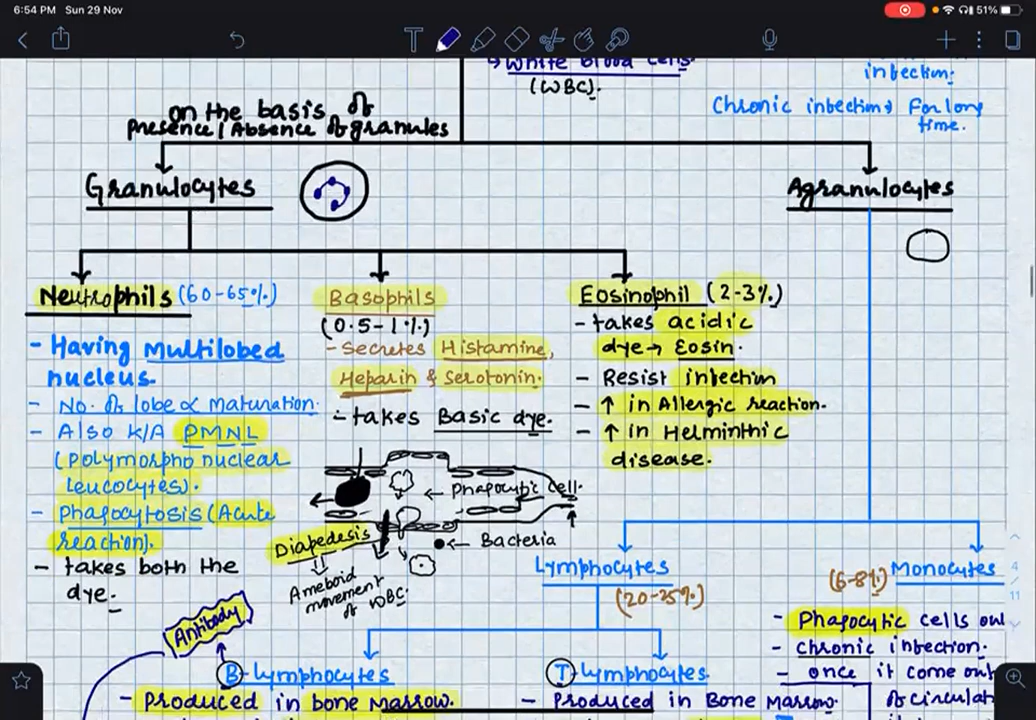 6:54 PM Sun 29 Nov
51%
→ White blood cells.
(WBC).
infection.
Chronic infection → For long
time.
on the basis of
Presence / Absence of granules
Granulocytes
Agranulocytes
Neutrophils (60-65%)
- Having Multilobed
nucleus.
- No. of lobe ∝ maturation.
- Also K/A PMNL
(Polymorpho nuclear
leucocytes).
- Phagocytosis (Acute
reaction).
- takes both the
dye.
Basophils
(0.5-1%)
- Secretes Histamine,
Heparin & Serotonin.
- takes Basic dye.
Eosinophil (2-3%)
- takes acidic
dye → Eosin.
- Resist infection
- ↑ in Allergic reaction.
- ↑ in Helminthic
disease.
← Phagocytic cell.
← Bacteria
Diapedesis
Ameboid
movement
of WBC.
Lymphocytes
(20-25%)
(6-8%) Monocytes
- Phagocytic cells
- chronic infection.
- once it come out
of circulat
Antibody
B-lymphocytes
- Produced in bone marrow.
T lymphocytes.
- Produced in Bone marrow.
4
11